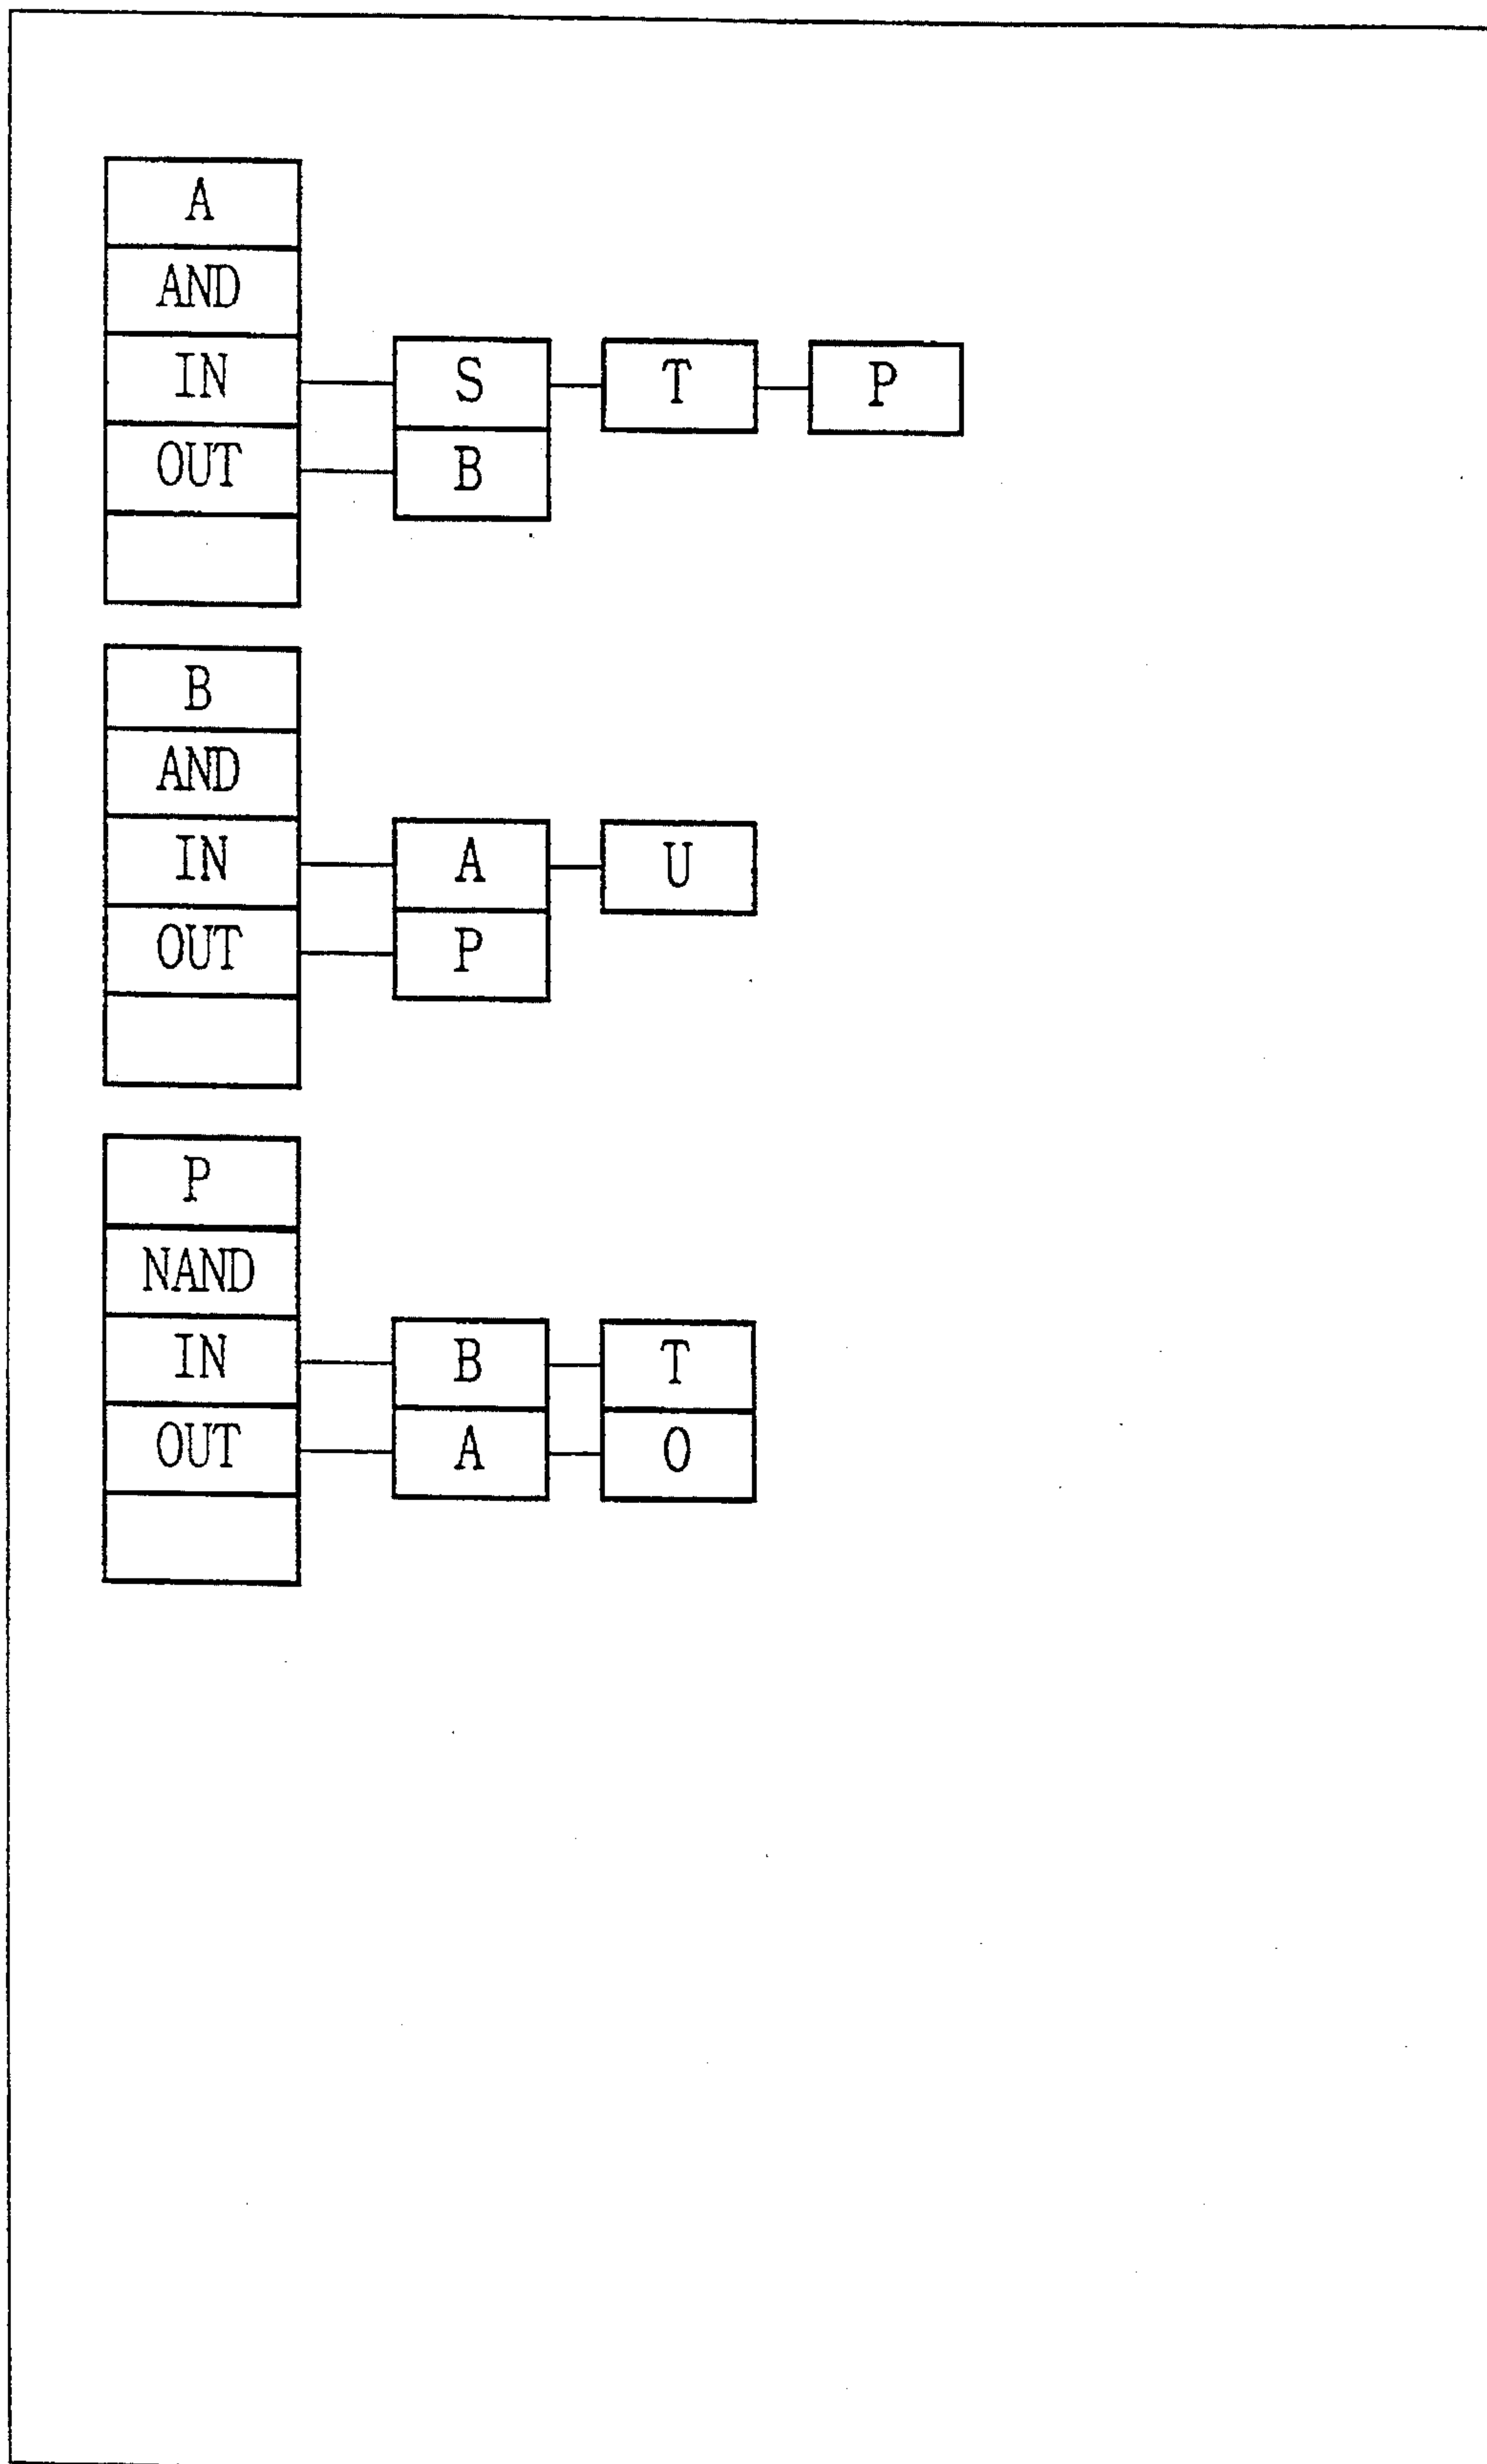 A
AND
IN S T P
OUT B
B
AND
IN A U
OUT P
P
NAND
IN B T
OUT A O